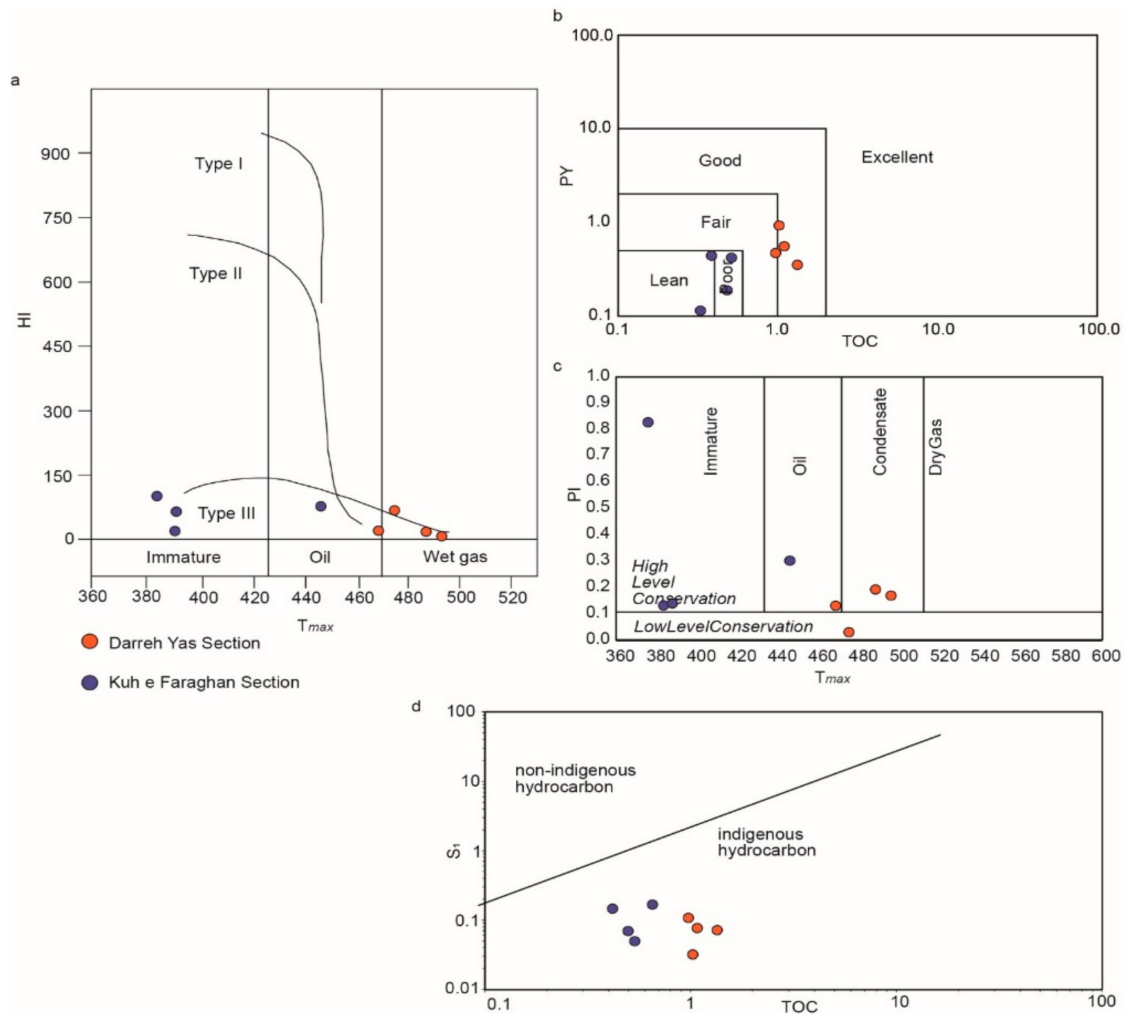 a
HI
900
750
600
450
300
150
0
Type I
Type II
Type III
Immature
Oil
Wet gas
360
400
420
460
480
500
520
Tmax
Darreh Yas Section
Kuh e Faraghan Section
b
PY
100.0
10.0
1.0
0.1
Good
Excellent
Fair
Lean
Poor
0.1
1.0
10.0
100.0
TOC
c
PI
1.0
0.9
0.8
0.7
0.6
0.5
0.4
0.3
0.2
0.1
0.0
Immature
Oil
Condensate
DryGas
High
Level
Conservation
LowLevelConservation
360
380
400
420
440
460
480
500
520
540
560
580
600
Tmax
d
S1
100
10
1
0.1
0.01
non-indigenous
hydrocarbon
indigenous
hydrocarbon
0.1
1
10
100
TOC